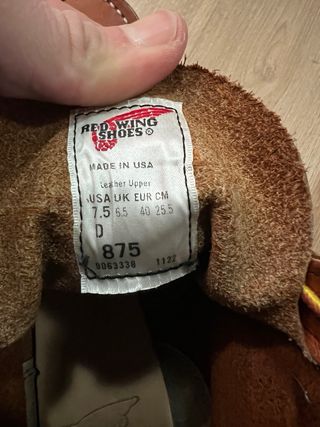 RED WING
SHOES®
MADE IN USA
Leather Upper
USA UK EUR CM
7.5 6.5 40 25.5
D
875
9063338 1122